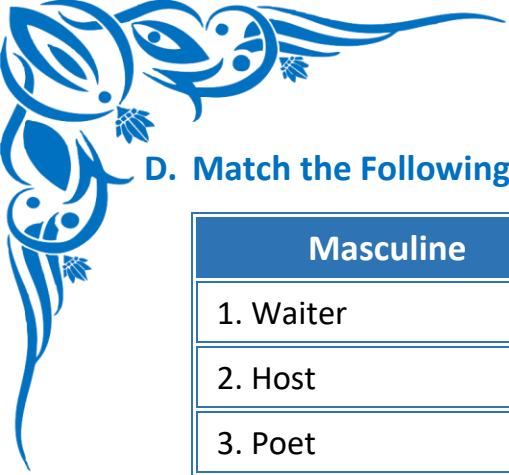 D. Match the Following
Masculine
1. Waiter
2. Host
3. Poet